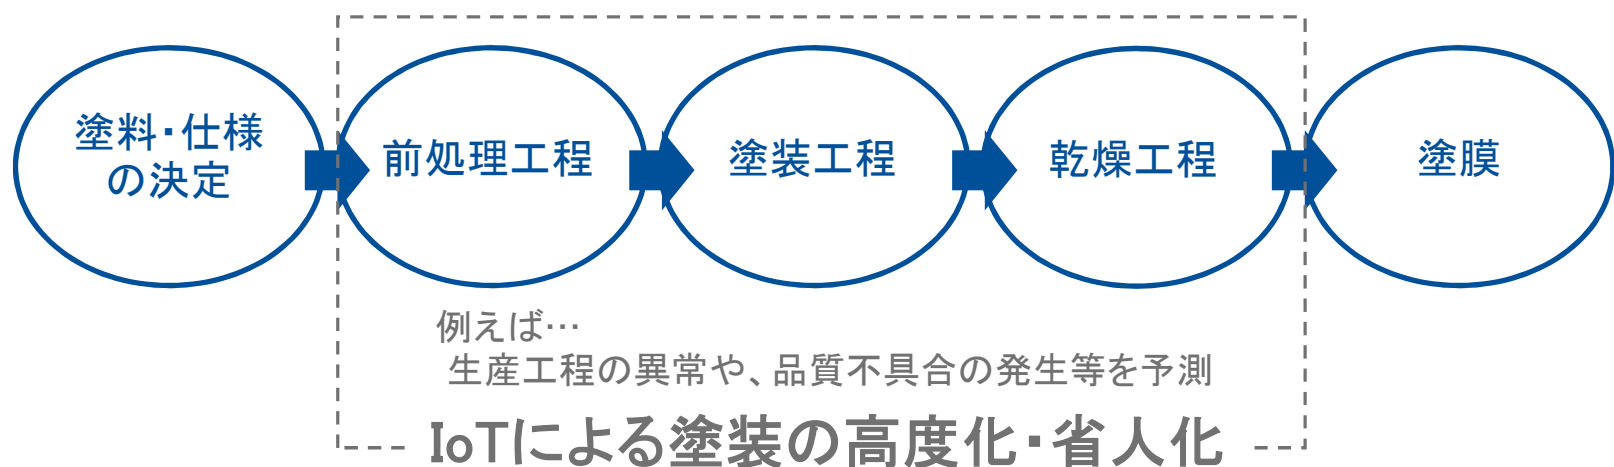 塗料・仕様
の決定
前処理工程
塗装工程
乾燥工程
塗膜
例えば…
生産工程の異常や、品質不具合の発生等を予測
IoTによる塗装の高度化・省人化